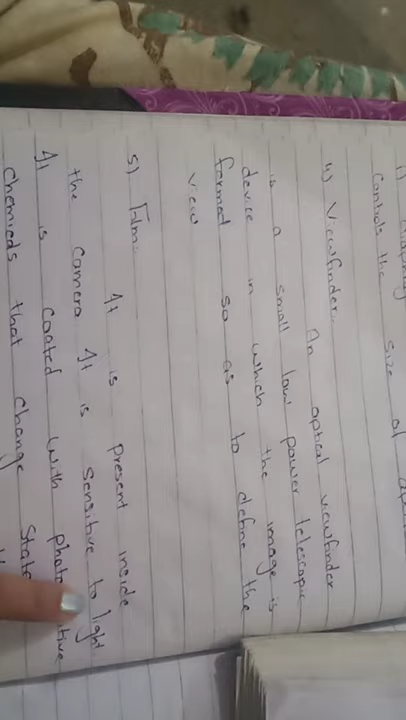 controls the size of
4) Viewfinder.
An optical viewfinder
is a small low power telescopic
device in which the image is
formed so as to define the
view
5) Film.
It is present inside
the camera. It is sensitive to light.
It is coated with
chemicals that change state